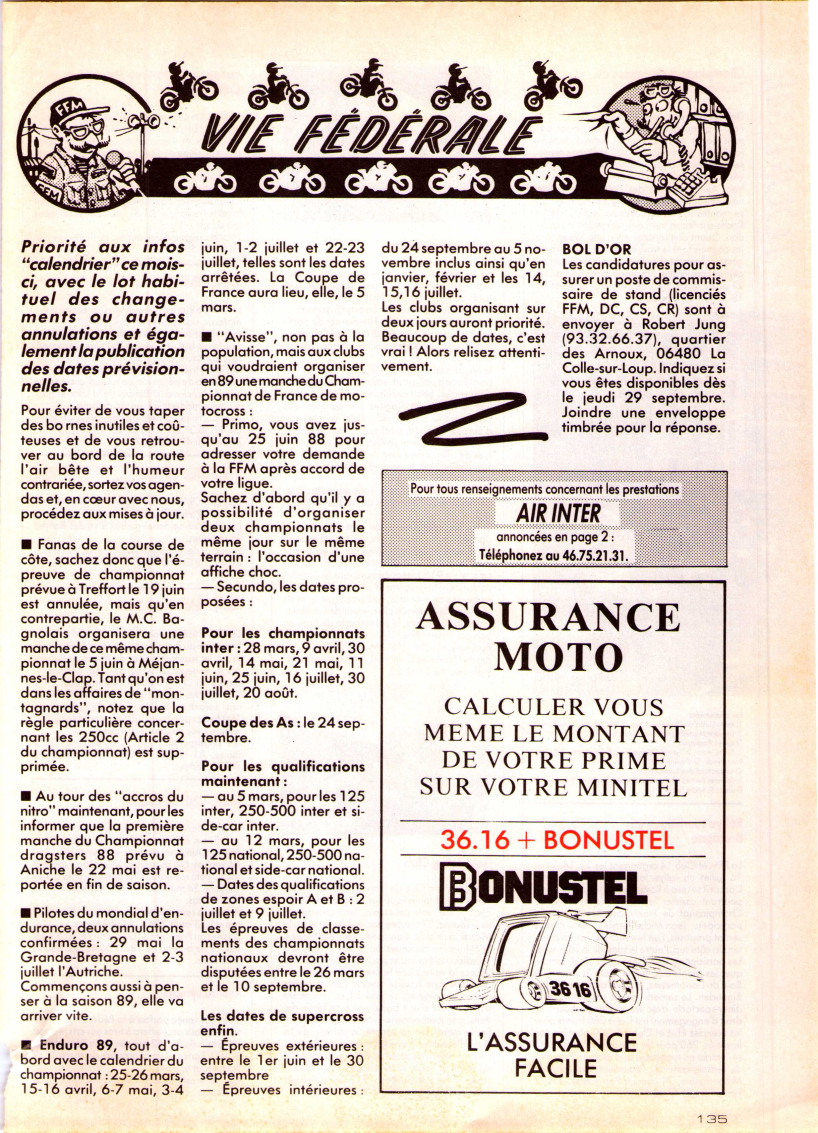 FFM
GFM
VIE FÉDÉRALE
Priorité aux infos
"calendrier" ce mois-
ci, avec le lot habi-
tuel des change-
ments ou autres
annulations et éga-
lement la publication
des dates prévision-
nelles.
Pour éviter de vous taper
des bo rnes inutiles et coû-
teuses et de vous retrou-
ver au bord de la route
l'air bête et l'humeur
contrariée, sortez vos agen-
das et, en cœur avec nous,
procédez aux mises à jour.
■ Fanas de la course de
côte, sachez donc que l'é-
preuve de championnat
prévue à Treffort le 19 juin
est annulée, mais qu'en
contrepartie, le M.C. Ba-
gnolais organisera une
manche de ce même cham-
pionnat le 5 juin à Méjan-
nes-le-Clap. Tant qu'on est
dans les affaires de "mon-
tagnards", notez que la
règle particulière concer-
nant les 250cc (Article 2
du championnat) est sup-
primée.
■ Au tour des "accros du
nitro" maintenant, pour les
informer que la première
manche du Championnat
dragsters 88 prévu à
Aniche le 22 mai est re-
portée en fin de saison.
■ Pilotes du mondial d'en-
durance, deux annulations
confirmées : 29 mai la
Grande-Bretagne et 2-3
juillet l'Autriche.
Commençons aussi à pen-
ser à la saison 89, elle va
arriver vite.
■ Enduro 89, tout d'a-
bord avec le calendrier du
championnat : 25-26 mars,
15-16 avril, 6-7 mai, 3-4
juin, 1-2 juillet et 22-23
juillet, telles sont les dates
arrêtées. La Coupe de
France aura lieu, elle, le 5
mars.
■ "Avisse", non pas à la
population, mais aux clubs
qui voudraient organiser
en 89 une manche du Cham-
pionnat de France de mo-
tocross :
— Primo, vous avez jus-
qu'au 25 juin 88 pour
adresser votre demande
à la FFM après accord de
votre ligue.
Sachez d'abord qu'il y a
possibilité d'organiser
deux championnats le
même jour sur le même
terrain : l'occasion d'une
affiche choc.
— Secundo, les dates pro-
posées :
Pour les championnats
inter : 28 mars, 9 avril, 30
avril, 14 mai, 21 mai, 11
juin, 25 juin, 16 juillet, 30
juillet, 20 août.
Coupe des As : le 24 sep-
tembre.
Pour les qualifications
maintenant :
— au 5 mars, pour les 125
inter, 250-500 inter et si-
de-car inter.
— au 12 mars, pour les
125 national, 250-500 na-
tional et side-car national.
— Dates des qualifications
de zones espoir A et B : 2
juillet et 9 juillet.
Les épreuves de classe-
ments des championnats
nationaux devront être
disputées entre le 26 mars
et le 10 septembre.
Les dates de supercross
enfin.
— Épreuves extérieures :
entre le 1er juin et le 30
septembre
— Épreuves intérieures :
du 24 septembre au 5 no-
vembre inclus ainsi qu'en
janvier, février et les 14,
15,16 juillet.
Les clubs organisant sur
deux jours auront priorité.
Beaucoup de dates, c'est
vrai ! Alors relisez attenti-
vement.
BOL D'OR
Les candidatures pour as-
surer un poste de commis-
saire de stand (licenciés
FFM, DC, CS, CR) sont à
envoyer à Robert Jung
(93.32.66.37), quartier
des Arnoux, 06480 La
Colle-sur-Loup. Indiquez si
vous êtes disponibles dès
le jeudi 29 septembre.
Joindre une enveloppe
timbrée pour la réponse.
Pour tous renseignements concernant les prestations
AIR INTER
annoncées en page 2 :
Téléphonez au 46.75.21.31.
ASSURANCE
MOTO
CALCULER VOUS
MEME LE MONTANT
DE VOTRE PRIME
SUR VOTRE MINITEL
36.16 + BONUSTEL
BONUSTEL
36 16
L'ASSURANCE
FACILE
135